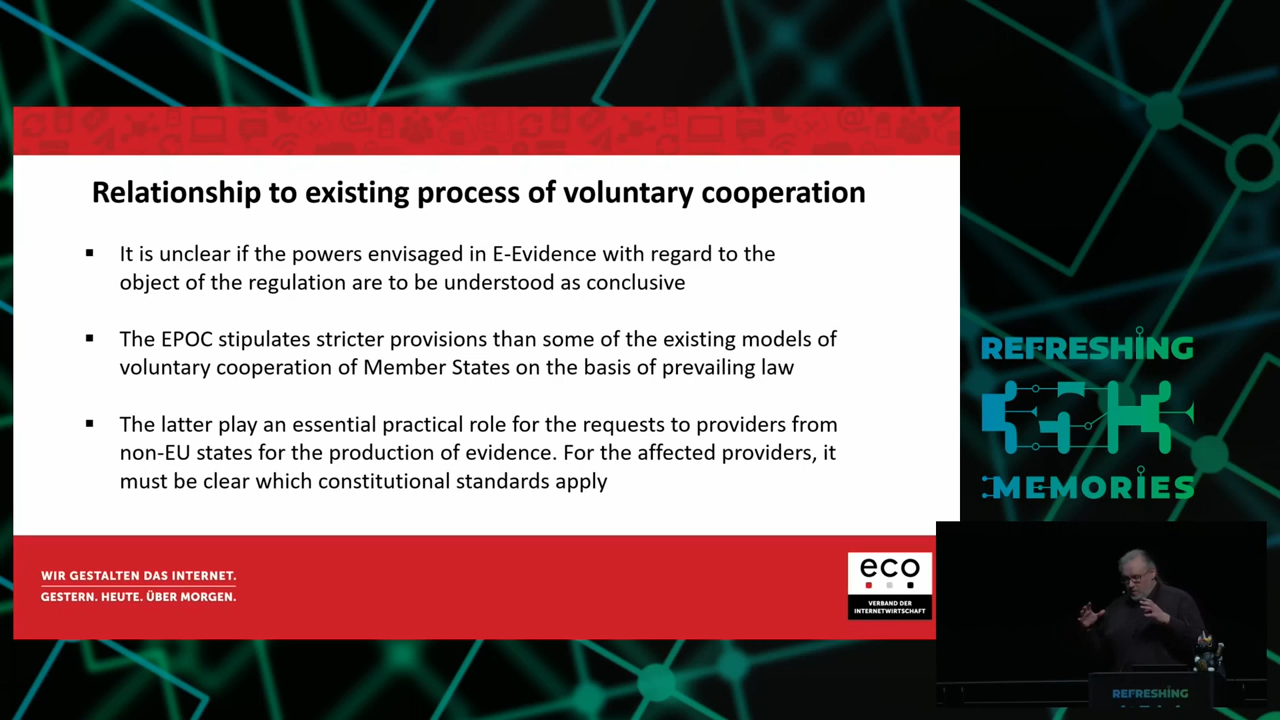 Relationship to existing process of voluntary cooperation
▪ It is unclear if the powers envisaged in E-Evidence with regard to the
object of the regulation are to be understood as conclusive
▪ The EPOC stipulates stricter provisions than some of the existing models of
voluntary cooperation of Member States on the basis of prevailing law
▪ The latter play an essential practical role for the requests to providers from
non-EU states for the production of evidence. For the affected providers, it
must be clear which constitutional standards apply
WIR GESTALTEN DAS INTERNET.
GESTERN. HEUTE. ÜBER MORGEN.
eco
VERBAND DER
INTERNETWIRTSCHAFT
REFRESHING
MEMORIES
REFRESHING